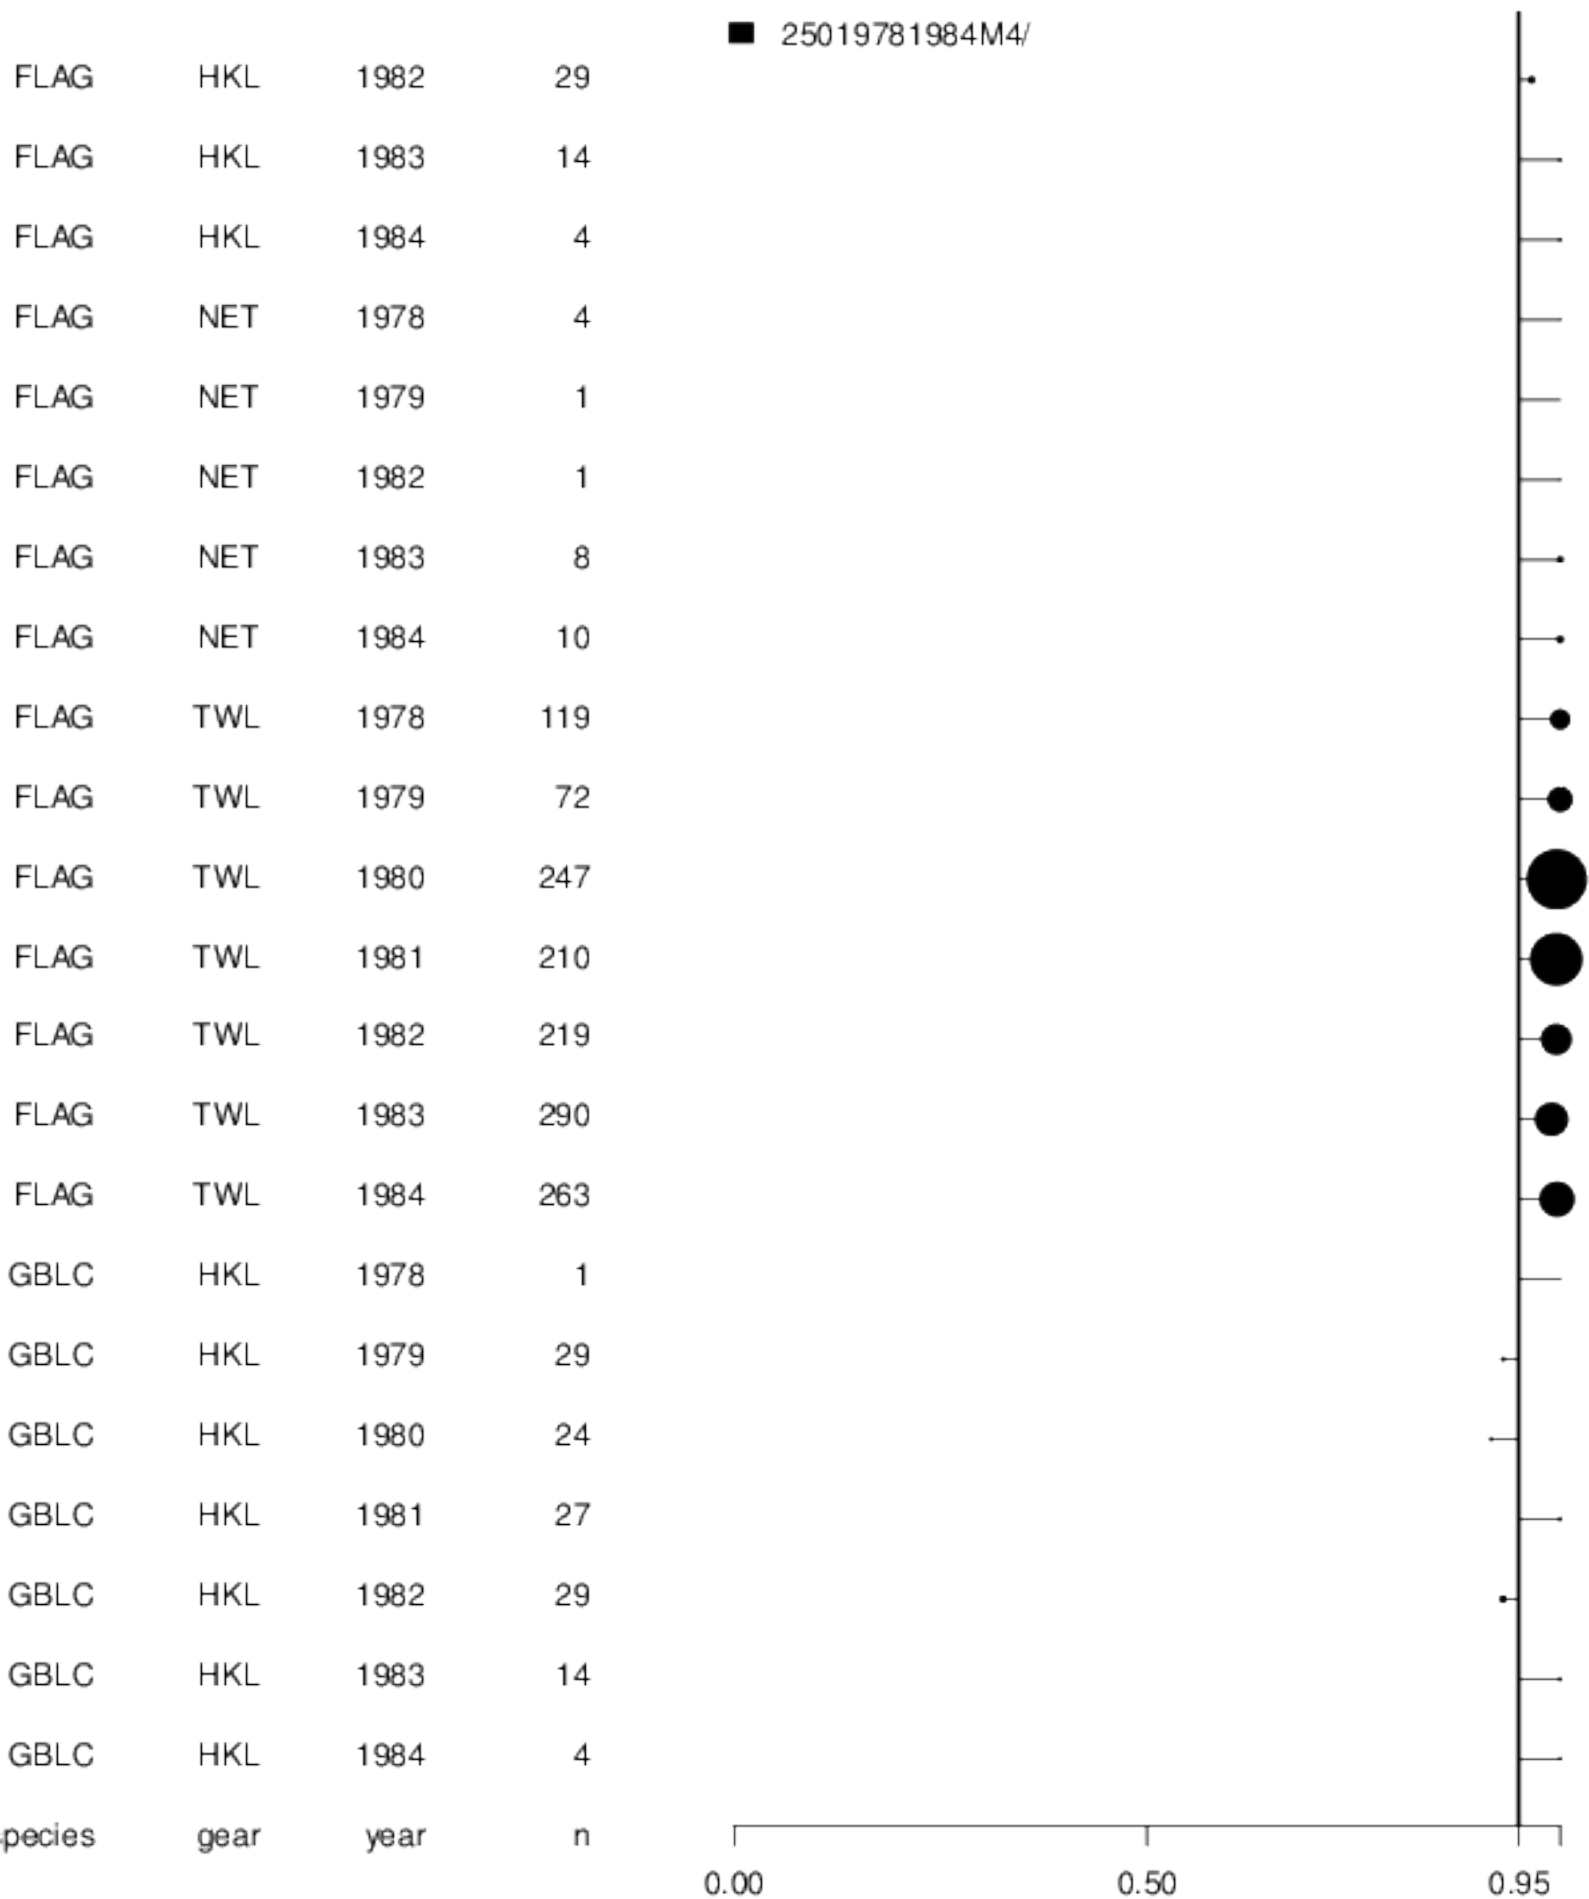 25019781984M4/
FLAG HKL 1982 29
FLAG HKL 1983 14
FLAG HKL 1984 4
FLAG NET 1978 4
FLAG NET 1979 1
FLAG NET 1982 1
FLAG NET 1983 8
FLAG NET 1984 10
FLAG TWL 1978 119
FLAG TWL 1979 72
FLAG TWL 1980 247
FLAG TWL 1981 210
FLAG TWL 1982 219
FLAG TWL 1983 290
FLAG TWL 1984 263
GBLC HKL 1978 1
GBLC HKL 1979 29
GBLC HKL 1980 24
GBLC HKL 1981 27
GBLC HKL 1982 29
GBLC HKL 1983 14
GBLC HKL 1984 4
pecies gear year n
0.00 0.50 0.95